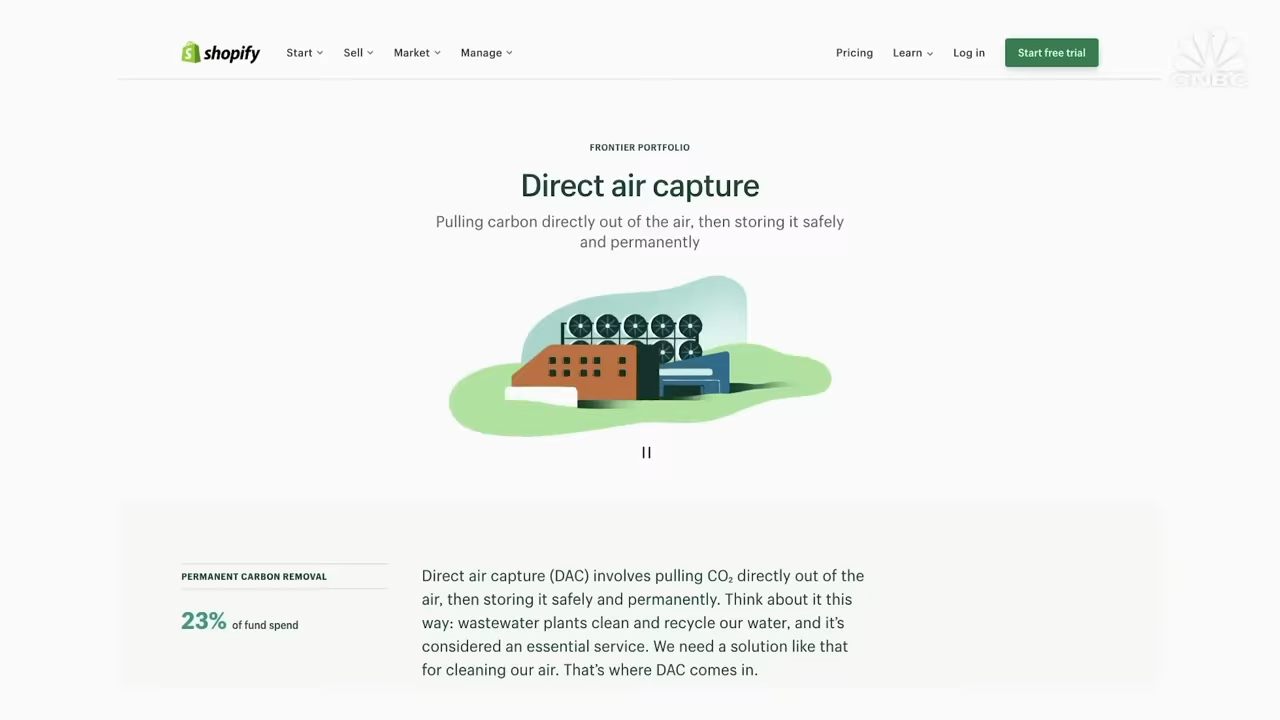 shopify
Start
Sell
Market
Manage
Pricing
Learn
Log in
Start free trial
CNBC
FRONTIER PORTFOLIO
Direct air capture
Pulling carbon directly out of the air, then storing it safely
and permanently
PERMANENT CARBON REMOVAL
23% of fund spend
Direct air capture (DAC) involves pulling CO₂ directly out of the
air, then storing it safely and permanently. Think about it this
way: wastewater plants clean and recycle our water, and it's
considered an essential service. We need a solution like that
for cleaning our air. That's where DAC comes in.